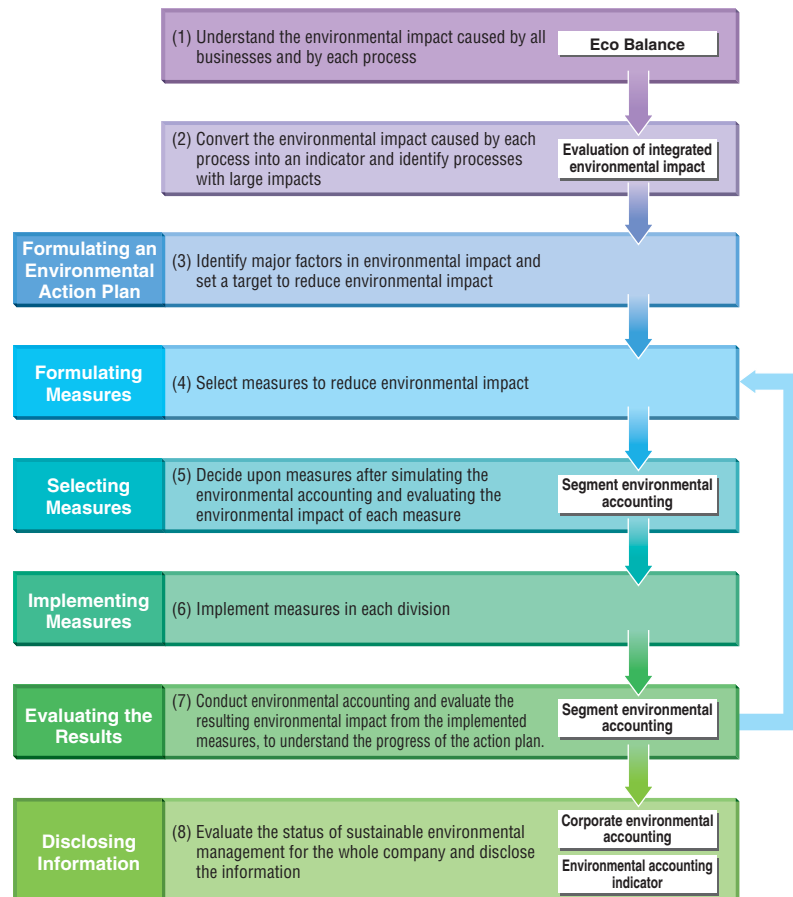 (1) Understand the environmental impact caused by all
businesses and by each process
Eco Balance
(2) Convert the environmental impact caused by each
process into an indicator and identify processes
with large impacts
Evaluation of integrated
environmental impact
Formulating an
Environmental
Action Plan
(3) Identify major factors in environmental impact and
set a target to reduce environmental impact
Formulating
Measures
(4) Select measures to reduce environmental impact
Selecting
Measures
(5) Decide upon measures after simulating the
environmental accounting and evaluating the
environmental impact of each measure
Segment environmental
accounting
Implementing
Measures
(6) Implement measures in each division
Evaluating the
Results
(7) Conduct environmental accounting and evaluate the
resulting environmental impact from the implemented
measures, to understand the progress of the action plan.
Segment environmental
accounting
Disclosing
Information
(8) Evaluate the status of sustainable environmental
management for the whole company and disclose
the information
Corporate environmental
accounting
Environmental accounting
indicator